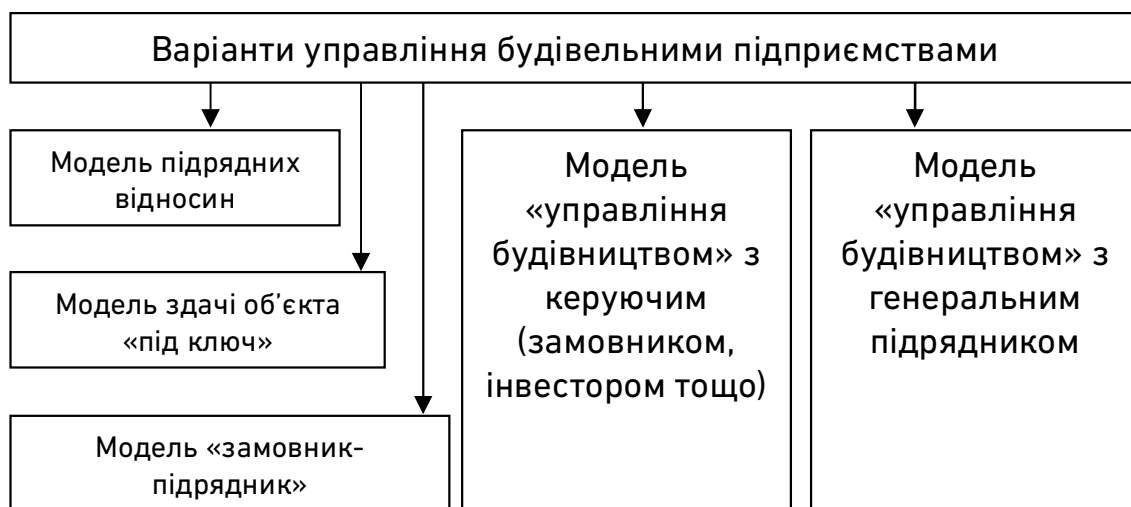 Варіанти управління будівельними підприємствами
Модель підрядних
відносин
Модель здачі об’єкта
«під ключ»
Модель «замовник-
підрядник»
Модель
«управління
будівництвом» з
керуючим
(замовником,
інвестором тощо)
Модель
«управління
будівництвом» з
генеральним
підрядником